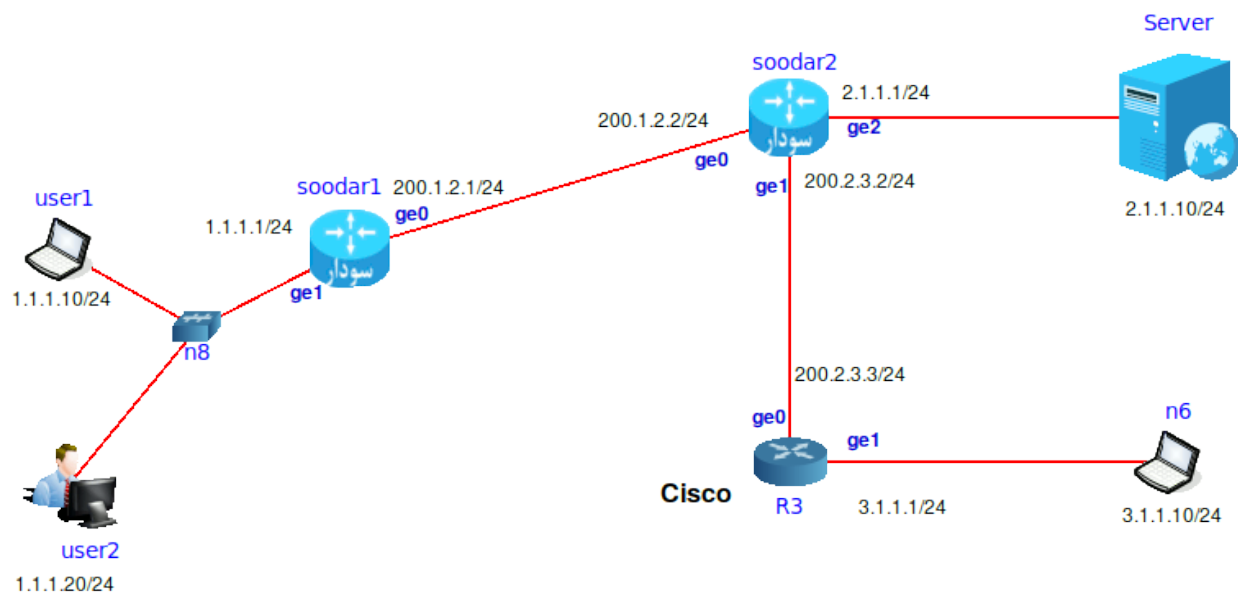 Server
soodar2
2.1.1.1/24
200.1.2.2/24
سودار
ge2
ge0
ge1
200.2.3.2/24
2.1.1.10/24
soodar1
200.1.2.1/24
user1
1.1.1.1/24
ge0
سودار
ge1
1.1.1.10/24
n8
200.2.3.3/24
ge0
n6
ge1
Cisco
R3
3.1.1.1/24
3.1.1.10/24
user2
1.1.1.20/24